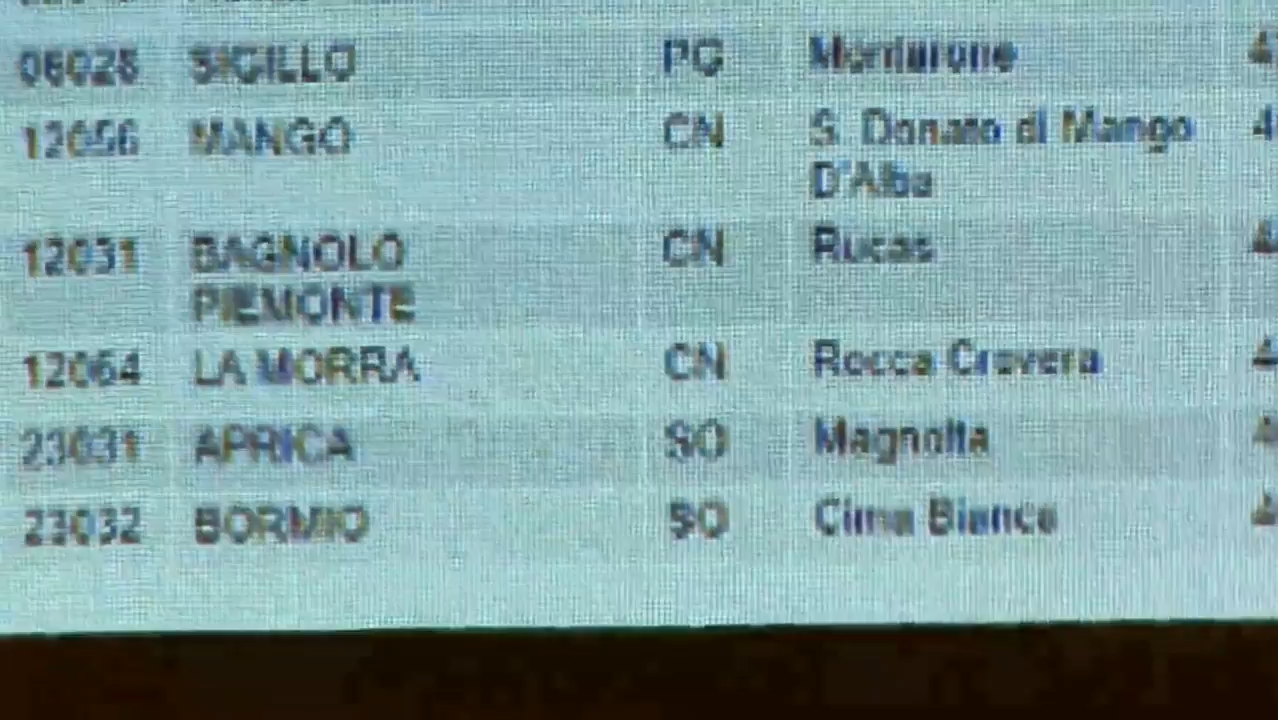 06028 SIGILLO PG
12056 MANGO CN S. Donato di Mango
D'Alba
12031 BAGNOLO CN Rucas
PIEMONTE
12064 LA MORRA CN Rocca Cravera
23031 APRICA SO Magnolta
23032 BORMIO SO Cima Bianca